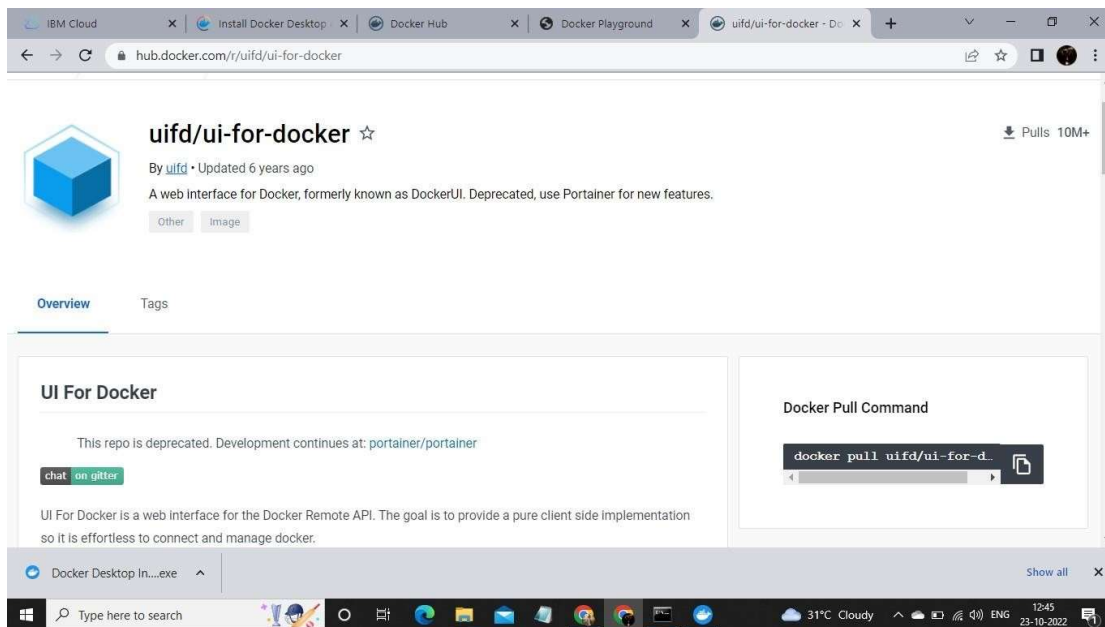 IBM Cloud
Install Docker Desktop
Docker Hub
Docker Playground
uifd/ui-for-docker - Do
hub.docker.com/r/uifd/ui-for-docker
uifd/ui-for-docker
Pulls 10M+
By uifd • Updated 6 years ago
A web interface for Docker, formerly known as DockerUI. Deprecated, use Portainer for new features.
Other Image
Overview Tags
UI For Docker
This repo is deprecated. Development continues at: portainer/portainer
chat on gitter
UI For Docker is a web interface for the Docker Remote API. The goal is to provide a pure client side implementation
so it is effortless to connect and manage docker.
Docker Pull Command
docker pull uifd/ui-for-d...
Docker Desktop In....exe
Show all
Type here to search
31°C Cloudy
ENG
12:45
23-10-2022